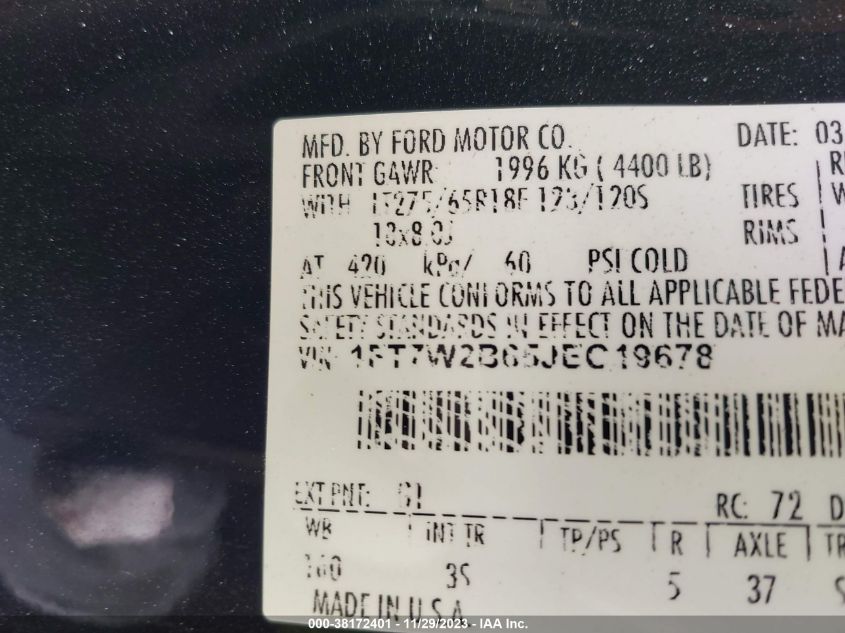 MFD. BY FORD MOTOR CO. DATE: 03
FRONT GAWR: 1996 KG ( 4400 LB)
WITH LT275/65R18E 123/120S TIRES
18x8.0J RIMS
AT 420 kPa/ 60 PSI COLD
THIS VEHICLE CONFORMS TO ALL APPLICABLE FEDE
SAFETY STANDARDS IN EFFECT ON THE DATE OF MA
VIN: 1FT7W2B65JEC19678
EXT PNT: G1 RC: 72 D
WB INT TR TP/PS R AXLE TR
160 3S 5 37
MADE IN U.S.A.
000-38172401 - 11/29/2023 - IAA Inc.